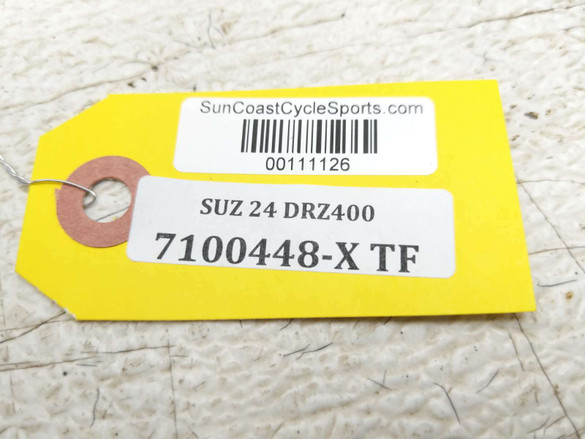 SunCoastCycleSports.com
00111126
SUZ 24 DRZ400
7100448-X TF